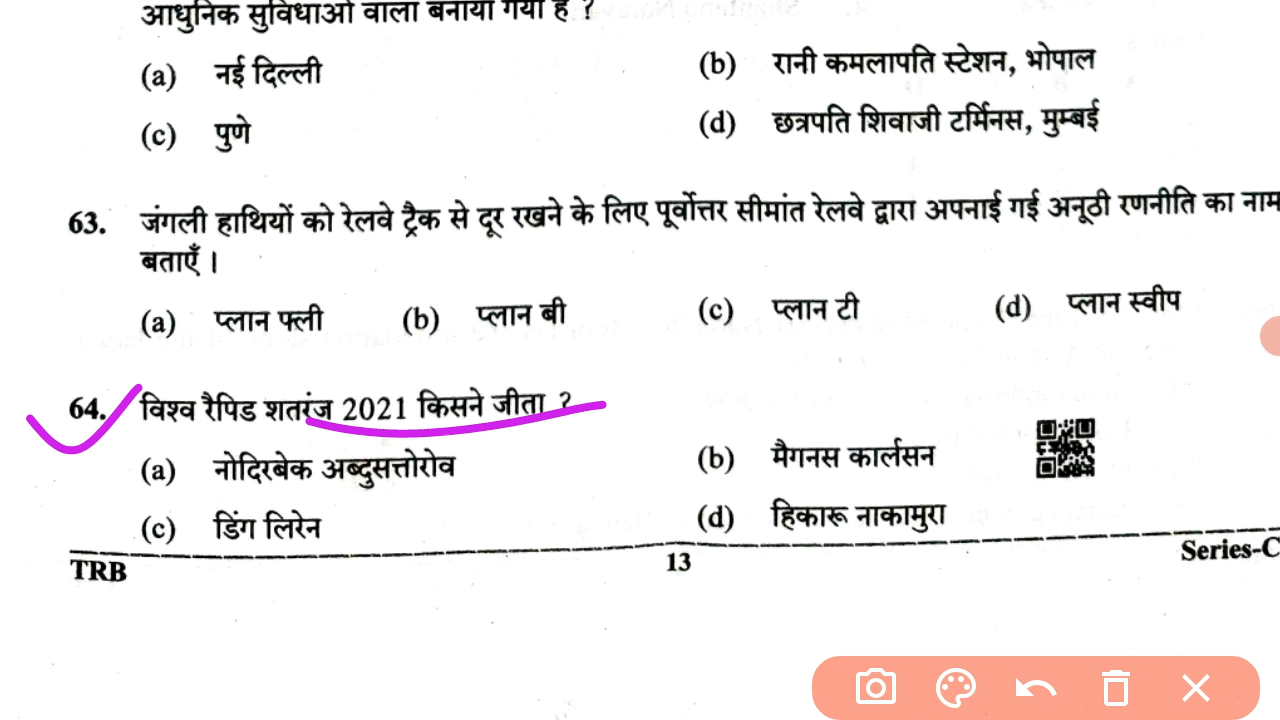 आधुनिक सुविधाओं वाला बनाया गया है ?
(a) नई दिल्ली (b) रानी कमलापति स्टेशन, भोपाल
(c) पुणे (d) छत्रपति शिवाजी टर्मिनस, मुम्बई
63. जंगली हाथियों को रेलवे ट्रैक से दूर रखने के लिए पूर्वोत्तर सीमांत रेलवे द्वारा अपनाई गई अनूठी रणनीति का नाम
बताएँ ।
(a) प्लान फ्ली (b) प्लान बी (c) प्लान टी (d) प्लान स्वीप
64. विश्व रैपिड शतरंज 2021 किसने जीता ?
(a) नोदिरबेक अब्दुसत्तोरोव (b) मैगनस कार्लसन
(c) डिंग लिरेन (d) हिकारू नाकामुरा
TRB 13 Series-C